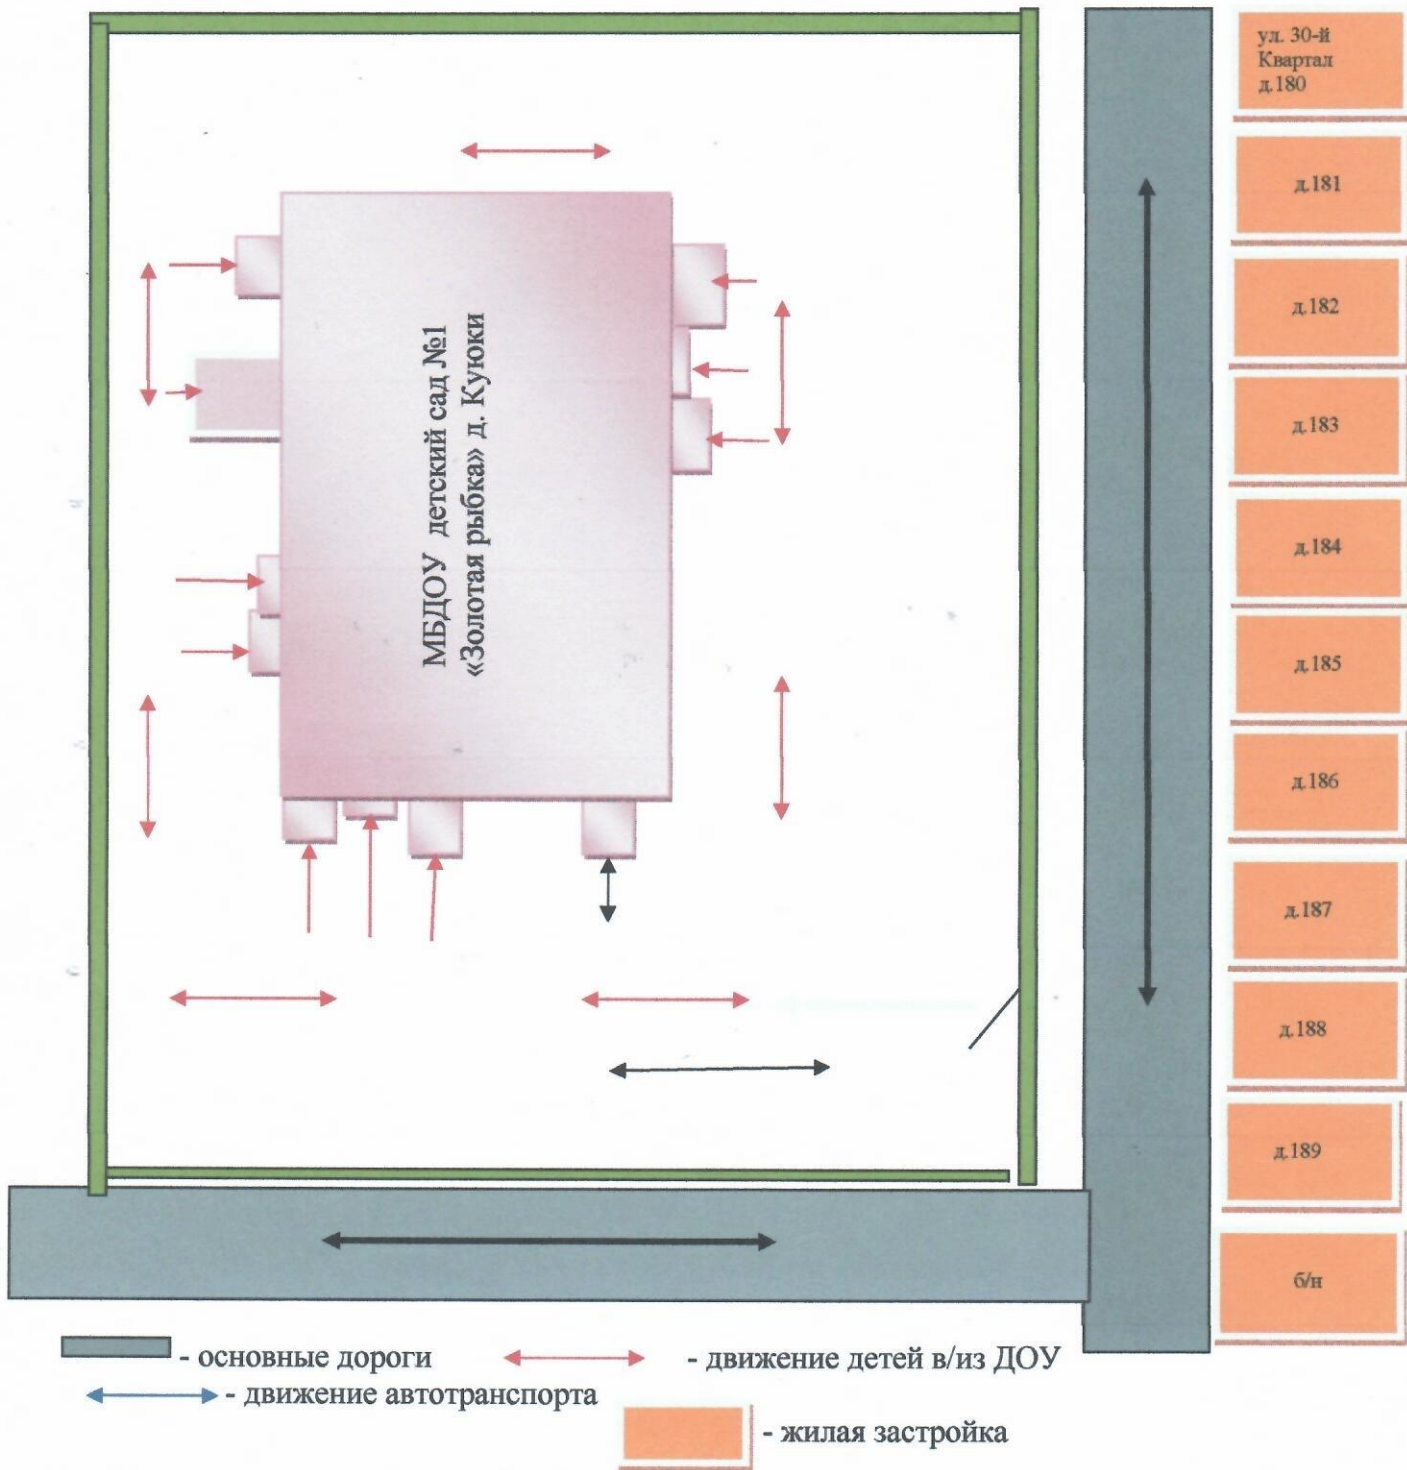 ул. 30-й
Квартал
д.180
д.181
д.182
д.183
д.184
д.185
д.186
д.187
д.188
д.189
б/н
МБДОУ детский сад №1
«Золотая рыбка» д. Куюки
- основные дороги
- движение детей в/из ДОУ
- движение автотранспорта
- жилая застройка